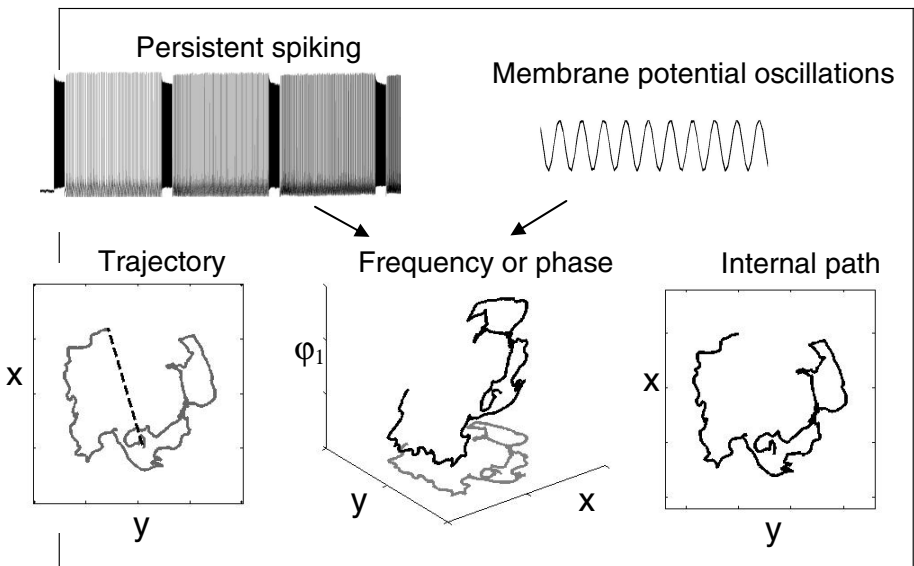 Persistent spiking
Membrane potential oscillations
Trajectory
Frequency or phase
Internal path
x
y
φ1
y
x
x
y